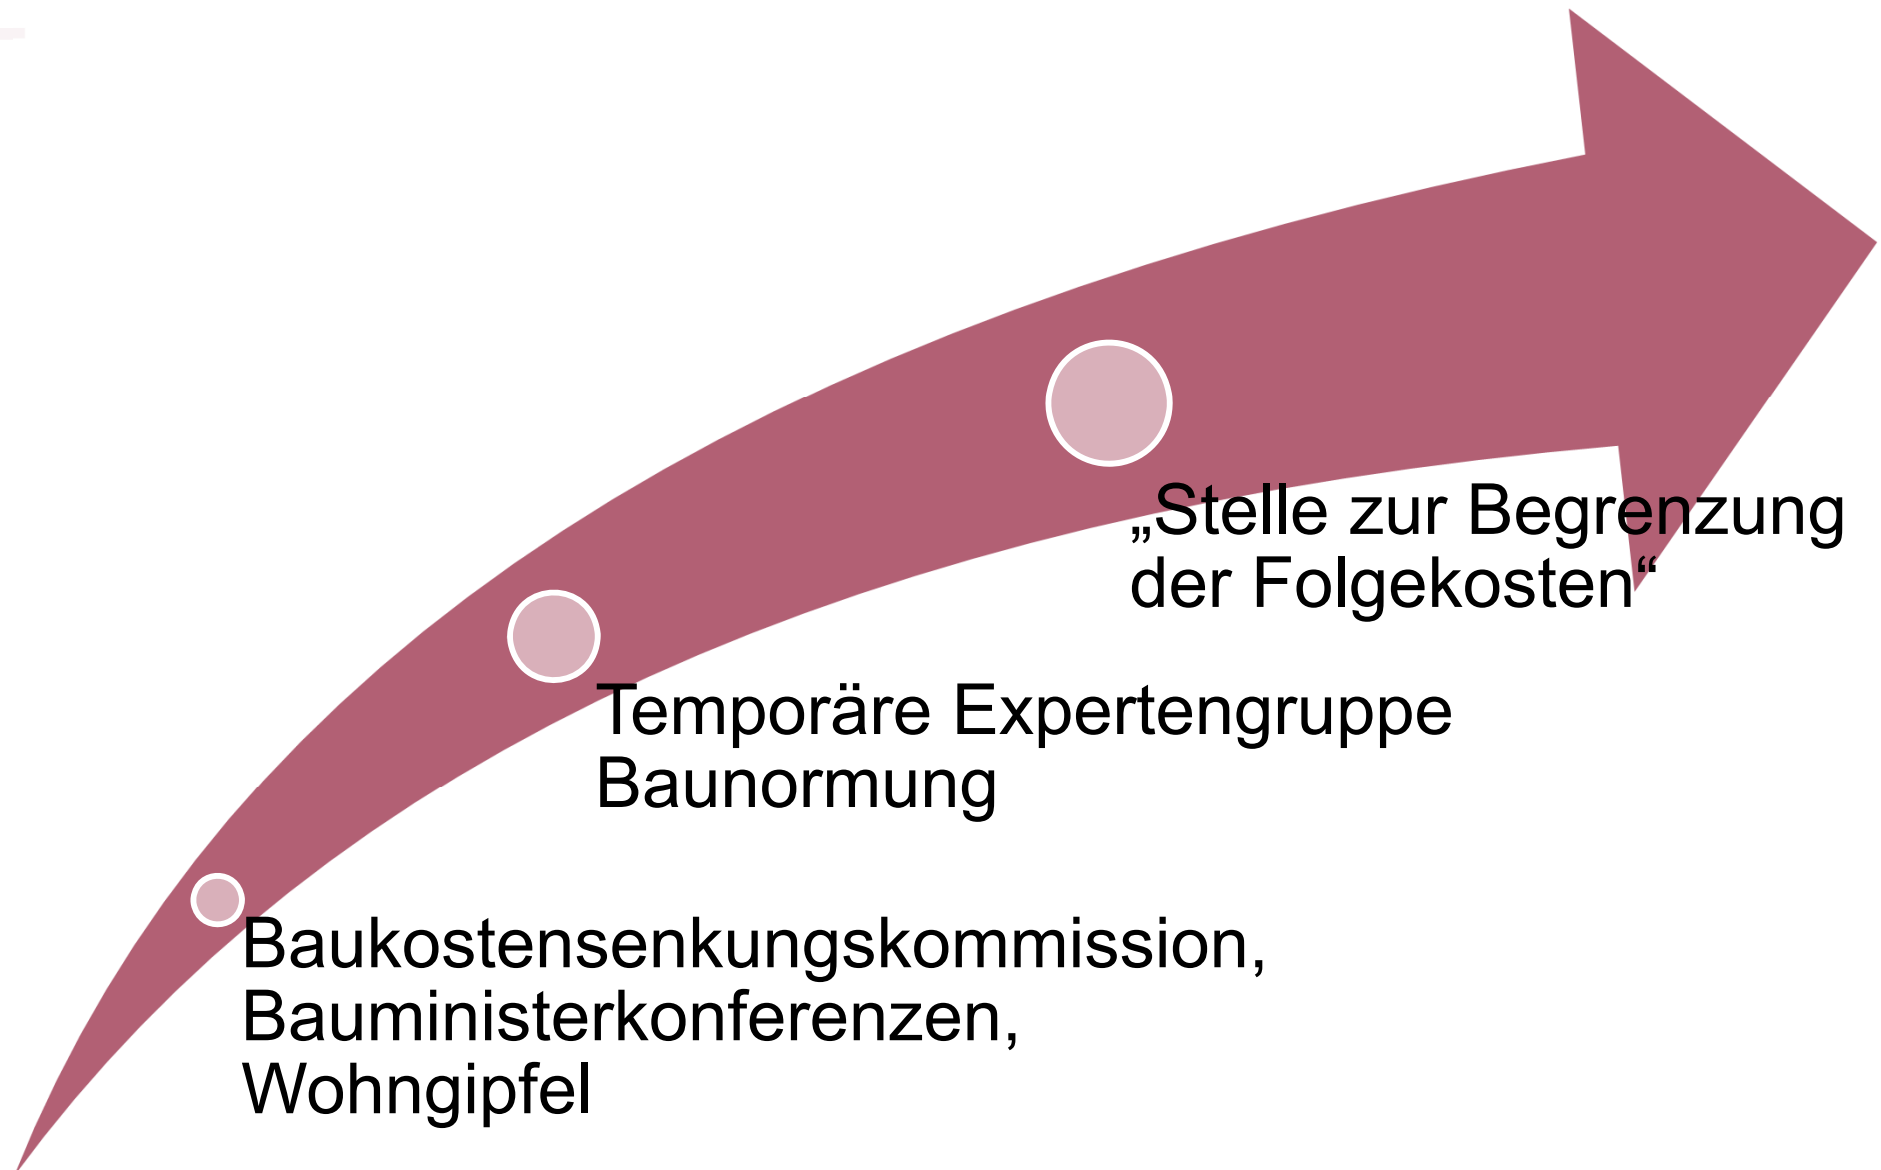 „Stelle zur Begrenzung
der Folgekosten“
Temporäre Expertengruppe
Baunormung
Baukostensenkungskommission,
Bauministerkonferenzen,
Wohngipfel